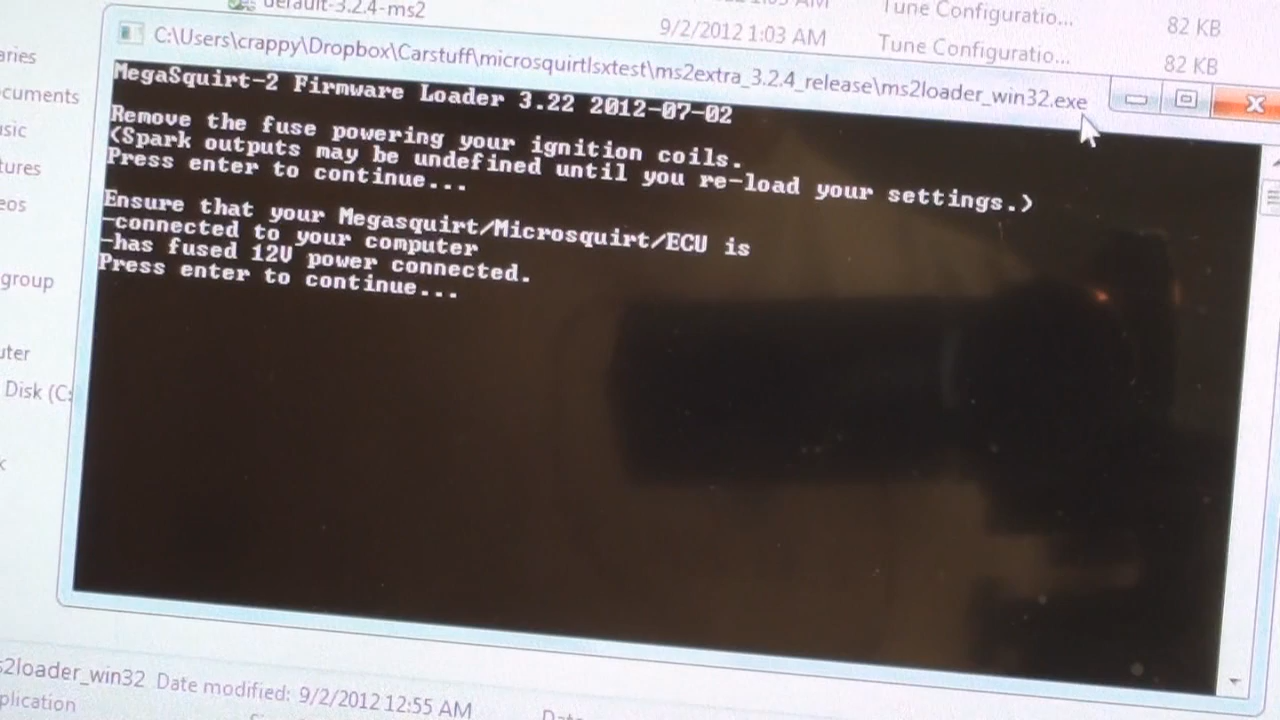 default-3.2.4-ms2
9/2/2012 1:03 AM
Tune Configuratio...
82 KB
Tune Configuratio...
82 KB
C:\Users\crappy\Dropbox\Carstuff\microsquirtlsxtest\ms2extra_3.2.4_release\ms2loader_win32.exe
MegaSquirt-2 Firmware Loader 3.22 2012-07-02
Remove the fuse powering your ignition coils.
(Spark outputs may be undefined until you re-load your settings.)
Press enter to continue...
Ensure that your Megasquirt/Microsquirt/ECU is
-connected to your computer
-has fused 12V power connected.
Press enter to continue...
aries
cuments
sic
tures
eos
group
uter
Disk (C:
k
s2loader_win32 Date modified: 9/2/2012 12:55 AM
plication